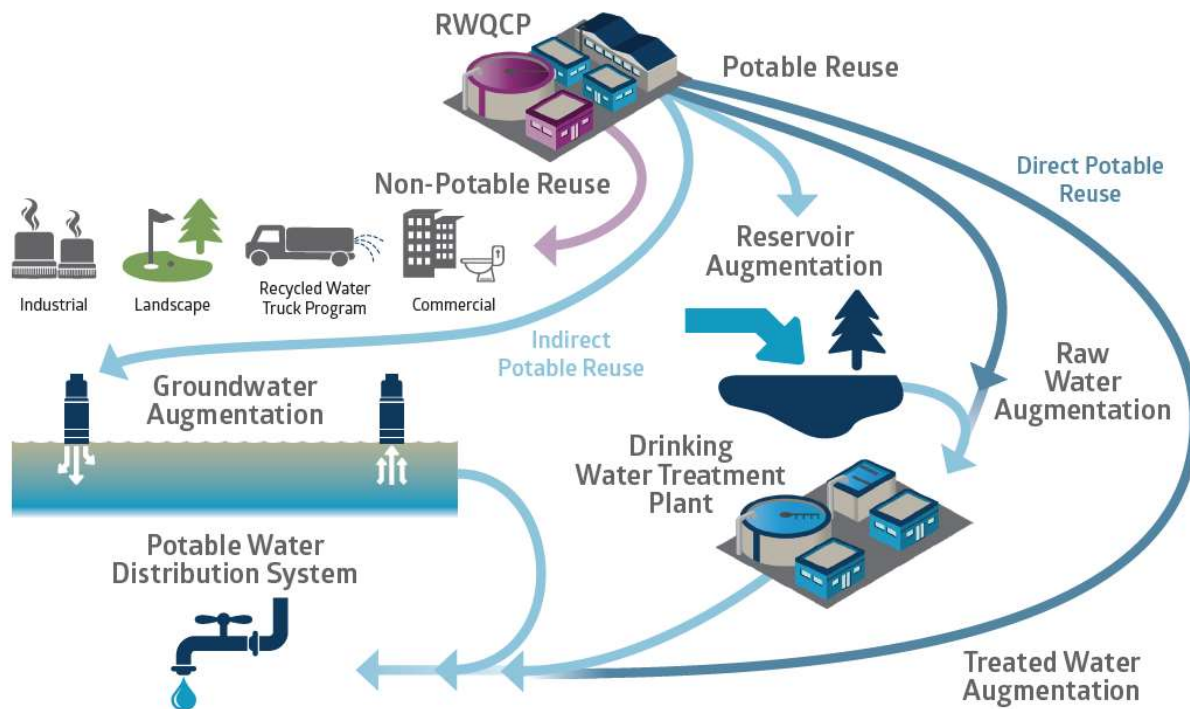 RWQCP
Potable Reuse
Direct Potable
Reuse
Non-Potable Reuse
Industrial
Landscape
Recycled Water
Truck Program
Commercial
Reservoir
Augmentation
Indirect
Potable Reuse
Raw
Water
Augmentation
Groundwater
Augmentation
Drinking
Water Treatment
Plant
Potable Water
Distribution System
Treated Water
Augmentation